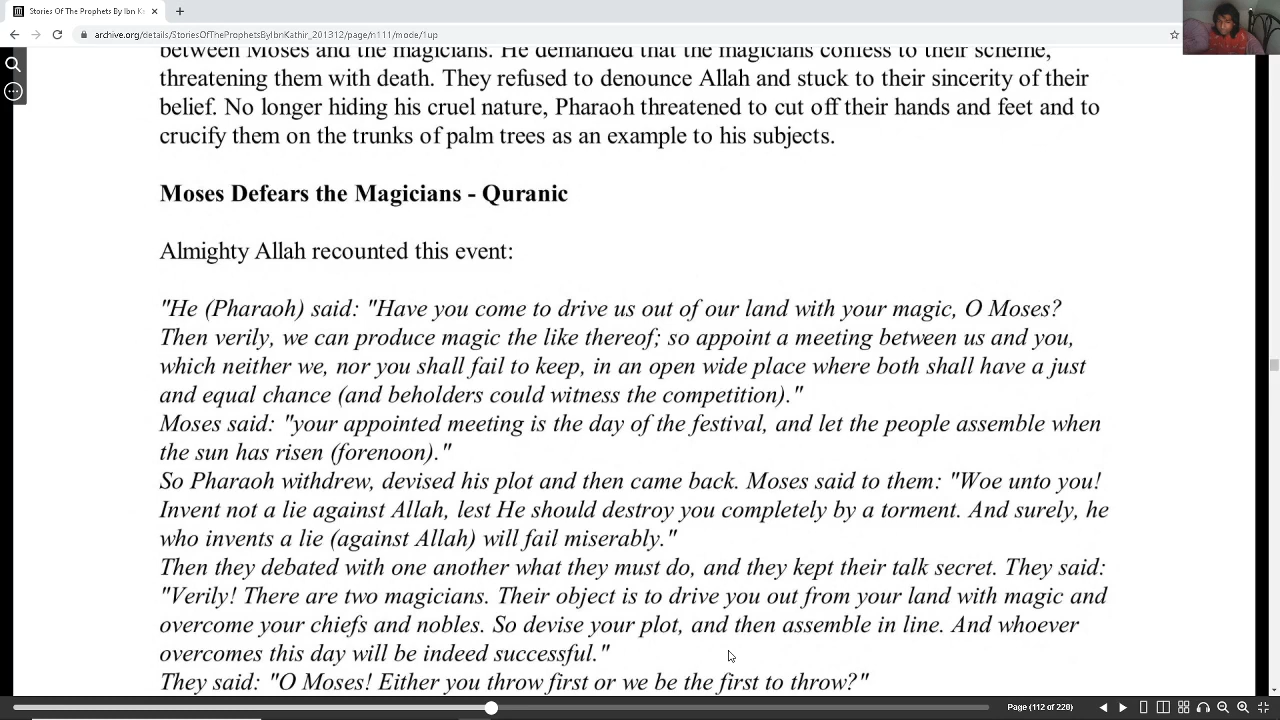 Stories Of The Prophets By Ibn K
archive.org/details/StoriesOfTheProphetsByIbnKathir_201312/page/n111/mode/1up
between Moses and the magicians. He demanded that the magicians confess to their scheme,
threatening them with death. They refused to denounce Allah and stuck to their sincerity of their
belief. No longer hiding his cruel nature, Pharaoh threatened to cut off their hands and feet and to
crucify them on the trunks of palm trees as an example to his subjects.
Moses Defears the Magicians - Quranic
Almighty Allah recounted this event:
"He (Pharaoh) said: "Have you come to drive us out of our land with your magic, O Moses?
Then verily, we can produce magic the like thereof; so appoint a meeting between us and you,
which neither we, nor you shall fail to keep, in an open wide place where both shall have a just
and equal chance (and beholders could witness the competition)."
Moses said: "your appointed meeting is the day of the festival, and let the people assemble when
the sun has risen (forenoon)."
So Pharaoh withdrew, devised his plot and then came back. Moses said to them: "Woe unto you!
Invent not a lie against Allah, lest He should destroy you completely by a torment. And surely, he
who invents a lie (against Allah) will fail miserably."
Then they debated with one another what they must do, and they kept their talk secret. They said:
"Verily! There are two magicians. Their object is to drive you out from your land with magic and
overcome your chiefs and nobles. So devise your plot, and then assemble in line. And whoever
overcomes this day will be indeed successful."
They said: "O Moses! Either you throw first or we be the first to throw?"
Page (112 of 228)